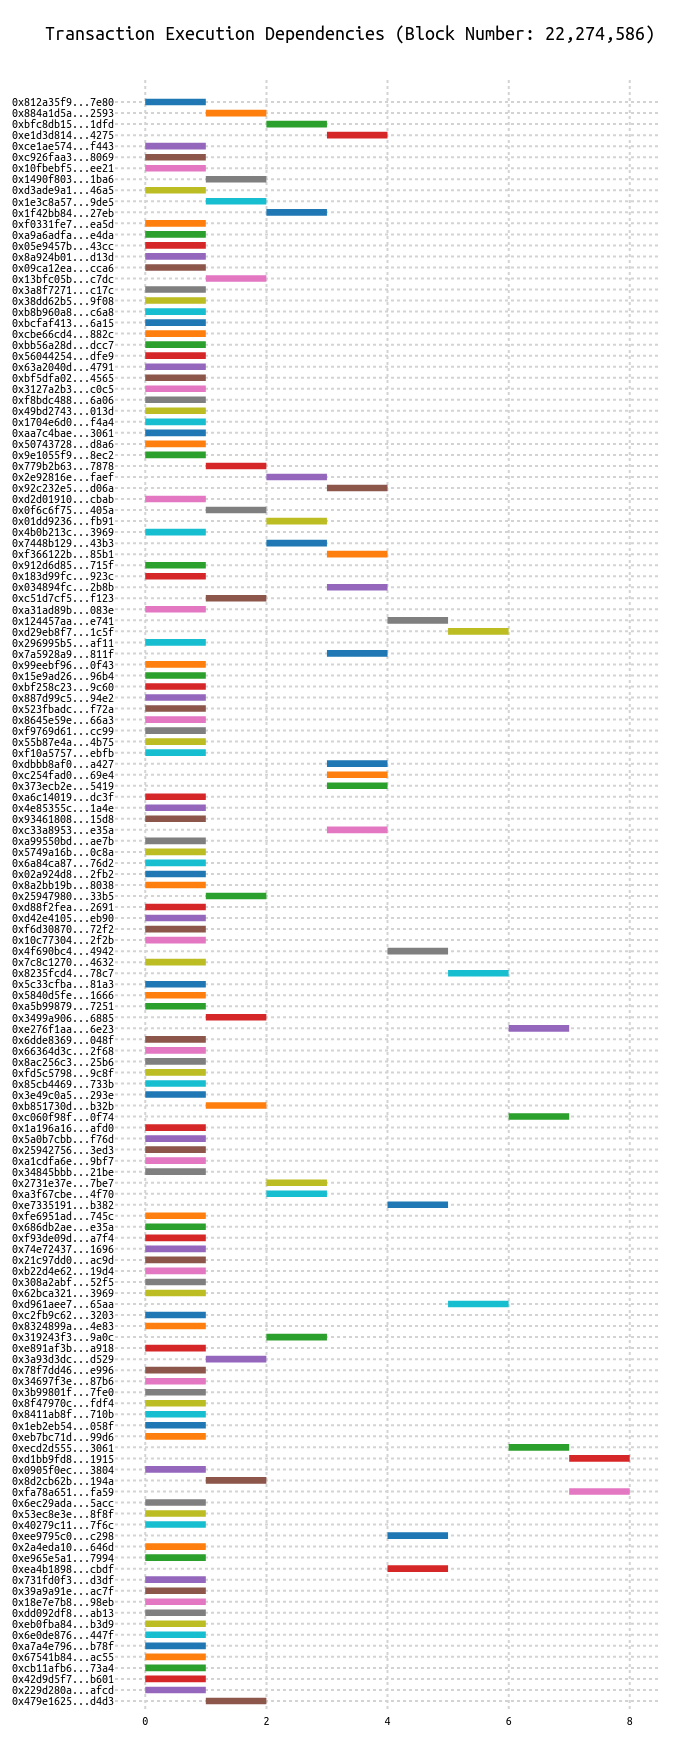 Transaction Execution Dependencies (Block Number: 22,274,586)
0x812a35f9...7e80
0x884a1d5a...2593
0xbfc8db15...1dfd
0xe1d3d814...4275
0xce1ae574...f443
0xc926faa3...8069
0x10fbebf5...ee21
0x1490f803...1ba6
0xd3ade9a1...46a5
0x1e3c8a57...9de5
0x1f42bb84...27eb
0xf0331fe7...ea5d
0xa9a6adfa...e4da
0x05e9457b...43cc
0x8a924b01...d13d
0x09ca12ea...cca6
0x13bfc05b...c7dc
0x3a8f7271...c17c
0x38dd62b5...9f08
0xb8b960a8...c6a8
0xbcfaf413...6a15
0xcbe66cd4...882c
0xbb56a28d...dcc7
0x56044254...dfe9
0x63a2040d...4791
0xbf5dfa02...4565
0x3127a2b3...c0c5
0xf8bdc488...6a06
0x49bd2743...013d
0x1704e6d0...f4a4
0xaa7c4bae...3061
0x50743728...d8a6
0x9e1055f9...8ec2
0x779b2b63...7878
0x2e92816e...faef
0x92c232e5...d06a
0xd2d01910...cbab
0x0f6c6f75...405a
0x01dd9236...fb91
0x4b0b213c...3969
0x7448b129...43b3
0xf366122b...85b1
0x912d6d85...715f
0x183d99fc...923c
0x034894fc...2b8b
0xc51d7cf5...f123
0xa31ad89b...083e
0x124457aa...e741
0xd29eb8f7...1c5f
0x296995b5...af11
0x7a5928a9...811f
0x99eebf96...0f43
0x15e9ad26...96b4
0xbf258c23...9c60
0x887d99c5...94e2
0x523fbadc...f72a
0x8645e59e...66a3
0xf9769d61...cc99
0x55b87e4a...4b75
0xf10a5757...ebfb
0xdbbb8af0...a427
0xc254fad0...69e4
0x373ecb2e...5419
0xa6c14019...dc3f
0x4e85355c...1a4e
0x93461808...15d8
0xc33a8953...e35a
0xa99550bd...ae7b
0x5749a16b...0c8a
0x6a84ca87...76d2
0x02a924d8...2fb2
0x8a2bb19b...8038
0x25947980...33b5
0xd88f2fea...2691
0xd42e4105...eb90
0xf6d30870...72f2
0x10c77304...2f2b
0x4f690bc4...4942
0x7c8c1270...4632
0x8235fcd4...78c7
0x5c33cfba...81a3
0x5840d5fe...1666
0xa5b99879...7251
0x3499a906...6885
0xe276f1aa...6e23
0x6dde8369...048f
0x66364d3c...2f68
0x8ac256c3...25b6
0xfd5c5798...9c8f
0x85cb4469...733b
0x3e49c0a5...293e
0xb851730d...b32b
0xc060f98f...0f74
0x1a196a16...afd0
0x5a0b7cbb...f76d
0x25942756...3ed3
0xa1cdfa6e...9bf7
0x34845bbb...21be
0x2731e37e...7be7
0xa3f67cbe...4f70
0xe7335191...b382
0xfe6951ad...745c
0x686db2ae...e35a
0xf93de09d...a7f4
0x74e72437...1696
0x21c97dd0...ac9d
0xb22d4e62...19d4
0x308a2abf...52f5
0x62bca321...3969
0xd961aee7...65aa
0xc2fb9c62...3203
0x8324899a...4e83
0x319243f3...9a0c
0xe891af3b...a918
0x3a93d3dc...d529
0x78f7dd46...e996
0x34697f3e...87b6
0x3b99801f...7fe0
0x8f47970c...fdf4
0x8411ab8f...710b
0x1eb2eb54...058f
0xeb7bc71d...99d6
0xecd2d555...3061
0xd1bb9fd8...1915
0x0905f0ec...3804
0x8d2cb62b...194a
0xfa78a651...fa59
0x6ec29ada...5acc
0x53ec8e3e...8f8f
0x40279c11...7f6c
0xee9795c0...c298
0x2a4eda10...646d
0xe965e5a1...7994
0xea4b1898...cbdf
0x731fd0f3...d3df
0x39a9a91e...ac7f
0x18e7e7b8...98eb
0xdd092df8...ab13
0xeb0fba84...b3d9
0x6e0de876...447f
0xa7a4e796...b78f
0x67541b84...ac55
0xcb11afb6...73a4
0x42d9d5f7...b601
0x229d280a...afcd
0x479e1625...d4d3
0 2 4 6 8